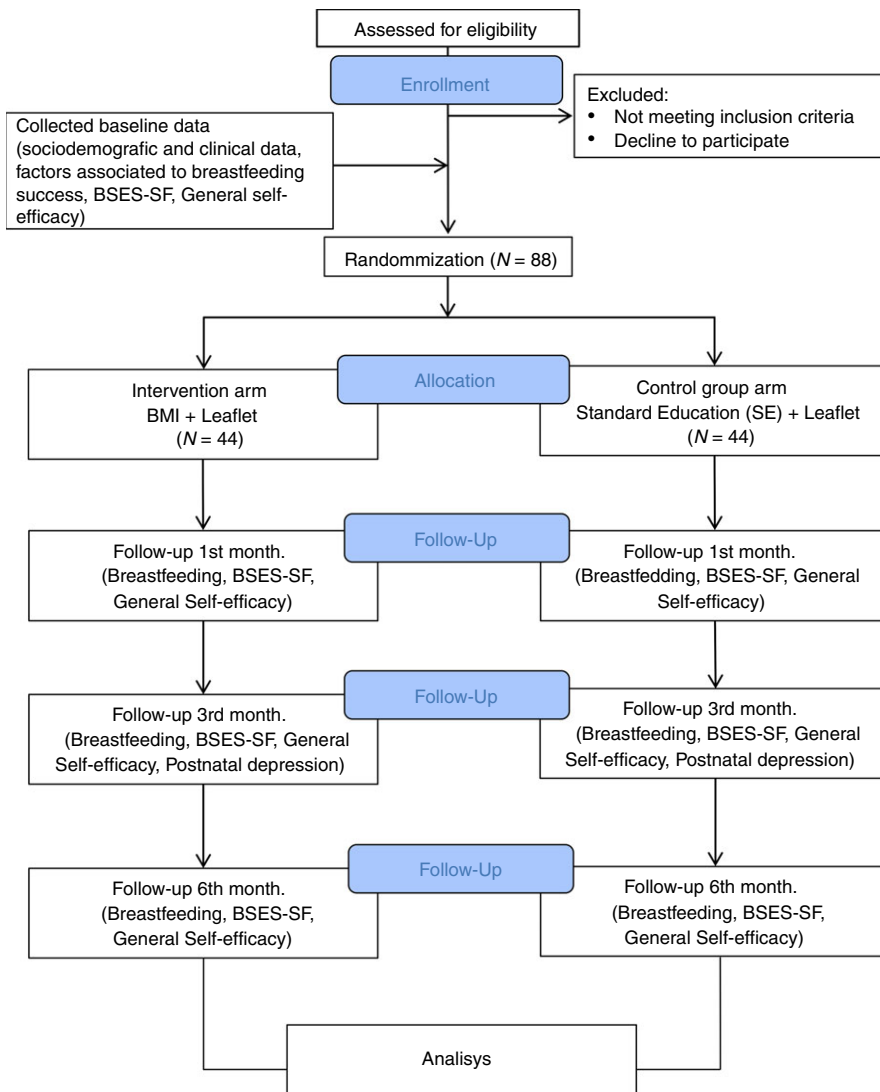 Assessed for eligibility
Enrollment
Excluded:
• Not meeting inclusion criteria
• Decline to participate
Collected baseline data
(sociodemografic and clinical data,
factors associated to breastfeeding
success, BSES-SF, General self-
efficacy)
Randommization (N = 88)
Allocation
Intervention arm
BMI + Leaflet
(N = 44)
Control group arm
Standard Education (SE) + Leaflet
(N = 44)
Follow-Up
Follow-up 1st month.
(Breastfeeding, BSES-SF,
General Self-efficacy)
Follow-up 1st month.
(Breastfedding, BSES-SF, General
Self-efficacy)
Follow-Up
Follow-up 3rd month.
(Breastfeeding, BSES-SF, General
Self-efficacy, Postnatal depression)
Follow-up 3rd month.
(Breastfeeding, BSES-SF, General
Self-efficacy, Postnatal depression)
Follow-Up
Follow-up 6th month.
(Breastfeeding, BSES-SF,
General Self-efficacy)
Follow-up 6th month.
(Breastfeeding, BSES-SF,
General Self-efficacy)
Analisys